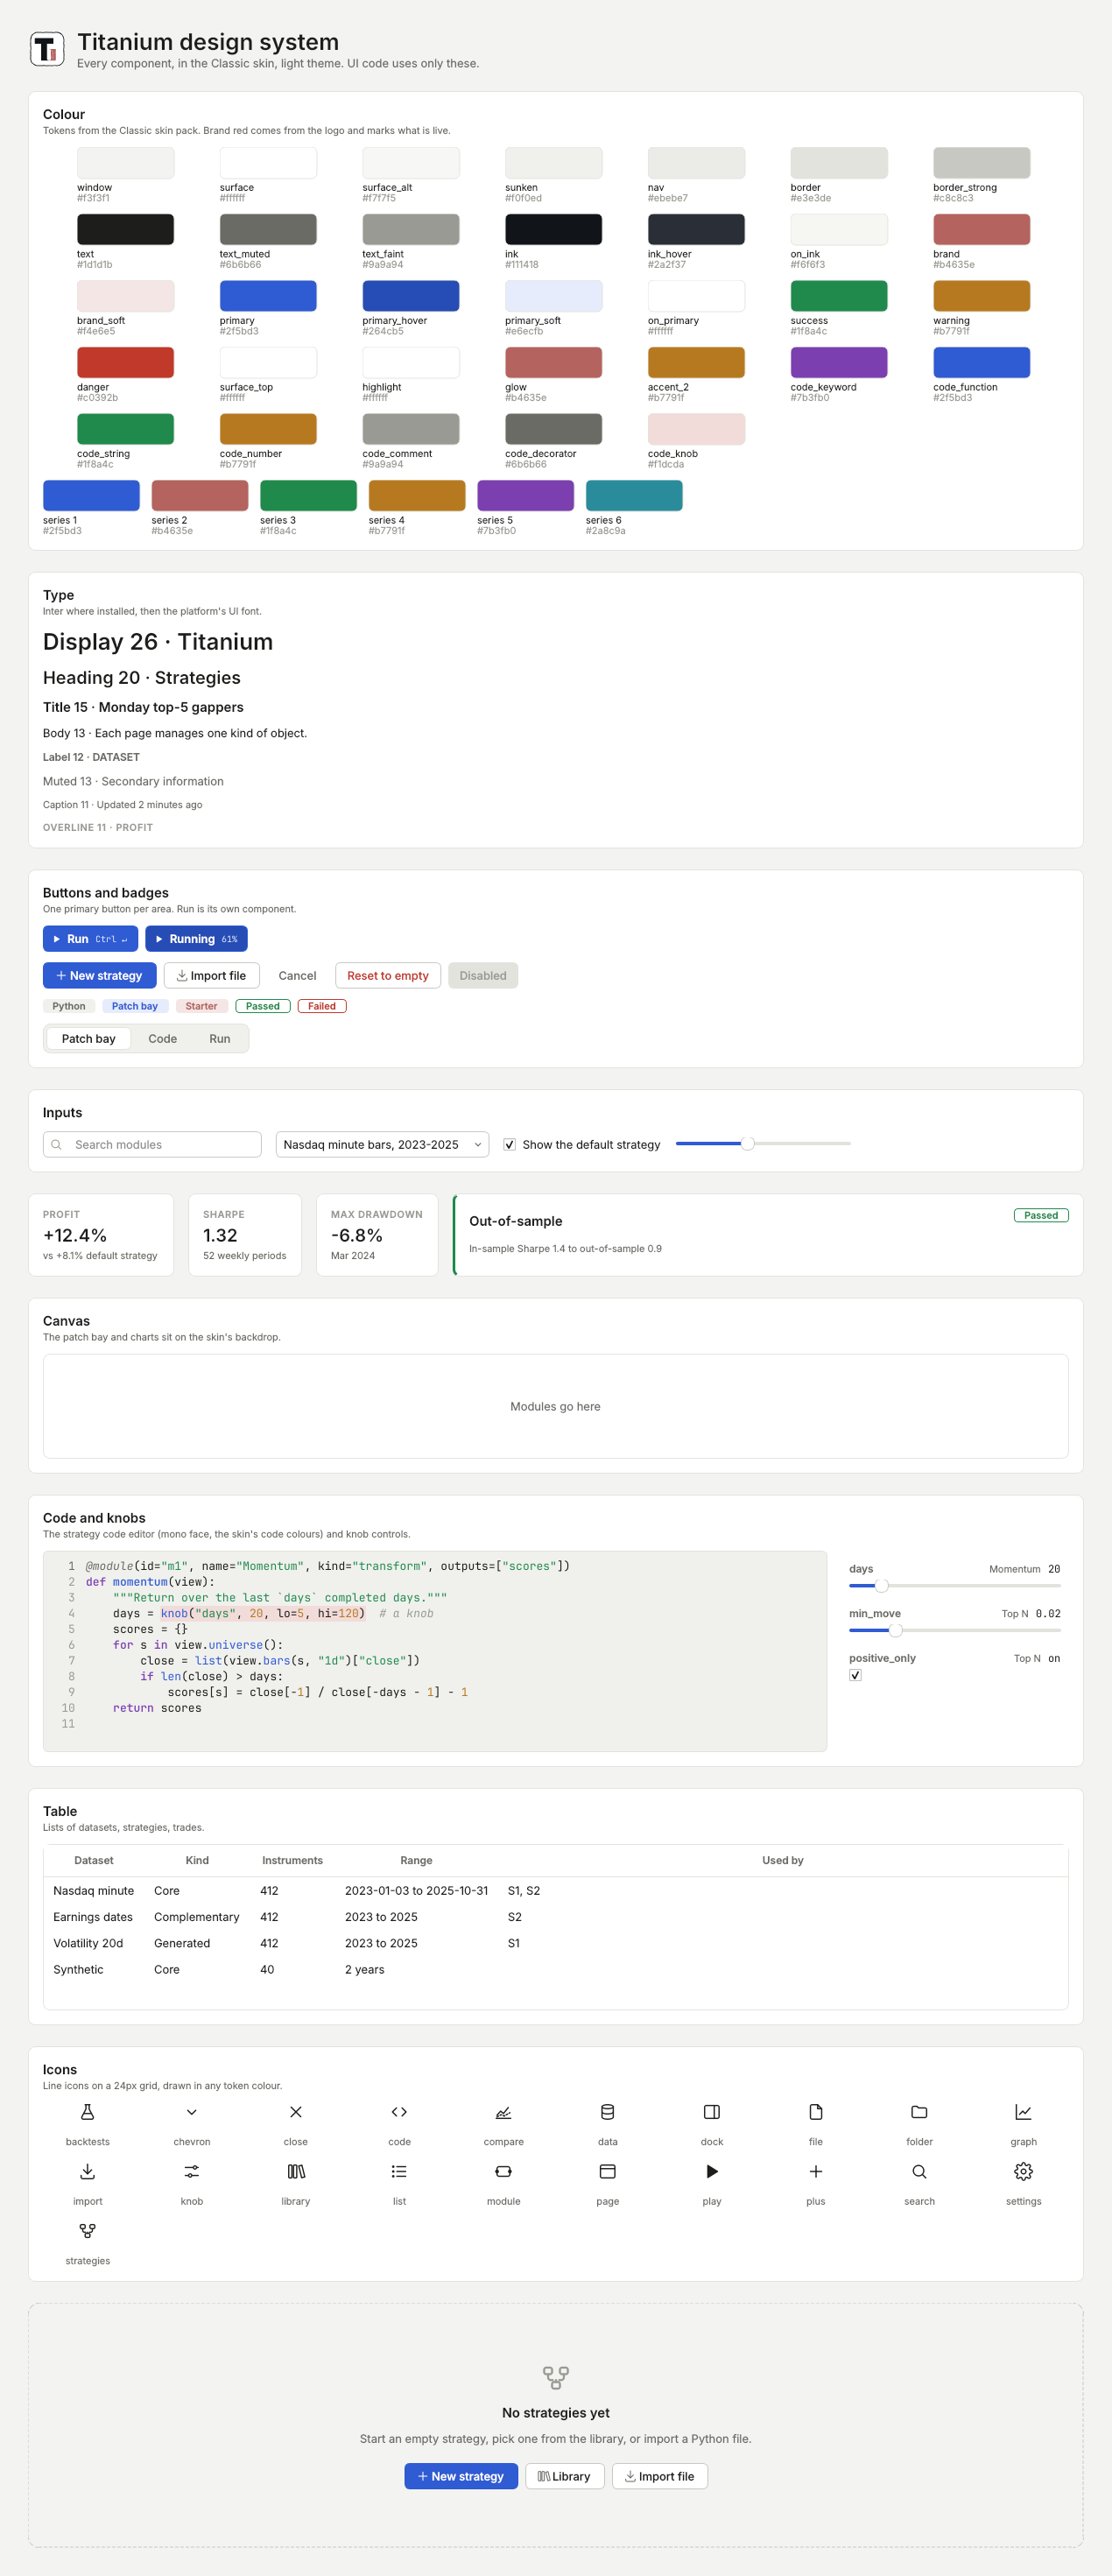 Titanium design system
Every component, in the Classic skin, light theme. UI code uses only these.
Colour
Tokens from the Classic skin pack. Brand red comes from the logo and marks what is live.
window surface surface_alt sunken nav border border_strong
#f3f3f1 #ffffff #f7f7f5 #f0f0ed #ebebe7 #e3e3de #c8c8c3
text text_muted text_faint ink ink_hover on_ink brand
#1d1d1b #6b6b66 #9a9a94 #111418 #2a2f37 #f6f6f3 #b4635e
brand_soft primary primary_hover primary_soft on_primary success warning
#f4e6e5 #2f5bd3 #264cb5 #e6ecfb #ffffff #1f8a4c #b7791f
danger surface_top highlight glow accent_2 code_keyword code_function
#c0392b #ffffff #ffffff #b4635e #b7791f #7b3fb0 #2f5bd3
code_string code_number code_comment code_decorator code_knob
#1f8a4c #b7791f #9a9a94 #6b6b66 #f1dcda
series 1 series 2 series 3 series 4 series 5 series 6
#2f5bd3 #b4635e #1f8a4c #b7791f #7b3fb0 #2a8c9a
Type
Inter where installed, then the platform's UI font.
Display 26 · Titanium
Heading 20 · Strategies
Title 15 · Monday top-5 gappers
Body 13 · Each page manages one kind of object.
Label 12 · DATASET
Muted 13 · Secondary information
Caption 11 · Updated 2 minutes ago
OVERLINE 11 · PROFIT
Buttons and badges
One primary button per area. Run is its own component.
Run Ctrl ↵ Running 61%
New strategy Import file Cancel Reset to empty Disabled
Python Patch bay Starter Passed Failed
Patch bay Code Run
Inputs
Search modules Nasdaq minute bars, 2023-2025 Show the default strategy
PROFIT
+12.4%
vs +8.1% default strategy
SHARPE
1.32
52 weekly periods
MAX DRAWDOWN
-6.8%
Mar 2024
Out-of-sample Passed
In-sample Sharpe 1.4 to out-of-sample 0.9
Canvas
The patch bay and charts sit on the skin's backdrop.
Modules go here
Code and knobs
The strategy code editor (mono face, the skin's code colours) and knob controls.
1 @module(id="m1", name="Momentum", kind="transform", outputs=["scores"])
2 def momentum(view):
3 """Return over the last `days` completed days."""
4 days = knob("days", 20, lo=5, hi=120) # a knob
5 scores = {}
6 for s in view.universe():
7 close = list(view.bars(s, "1d")["close"])
8 if len(close) > days:
9 scores[s] = close[-1] / close[-days - 1] - 1
10 return scores
11
days Momentum 20
min_move Top N 0.02
positive_only Top N on
Table
Lists of datasets, strategies, trades.
Dataset Kind Instruments Range Used by
Nasdaq minute Core 412 2023-01-03 to 2025-10-31 S1, S2
Earnings dates Complementary 412 2023 to 2025 S2
Volatility 20d Generated 412 2023 to 2025 S1
Synthetic Core 40 2 years
Icons
Line icons on a 24px grid, drawn in any token colour.
backtests chevron close code compare data dock file folder graph
import knob library list module page play plus search settings
strategies
No strategies yet
Start an empty strategy, pick one from the library, or import a Python file.
New strategy Library Import file